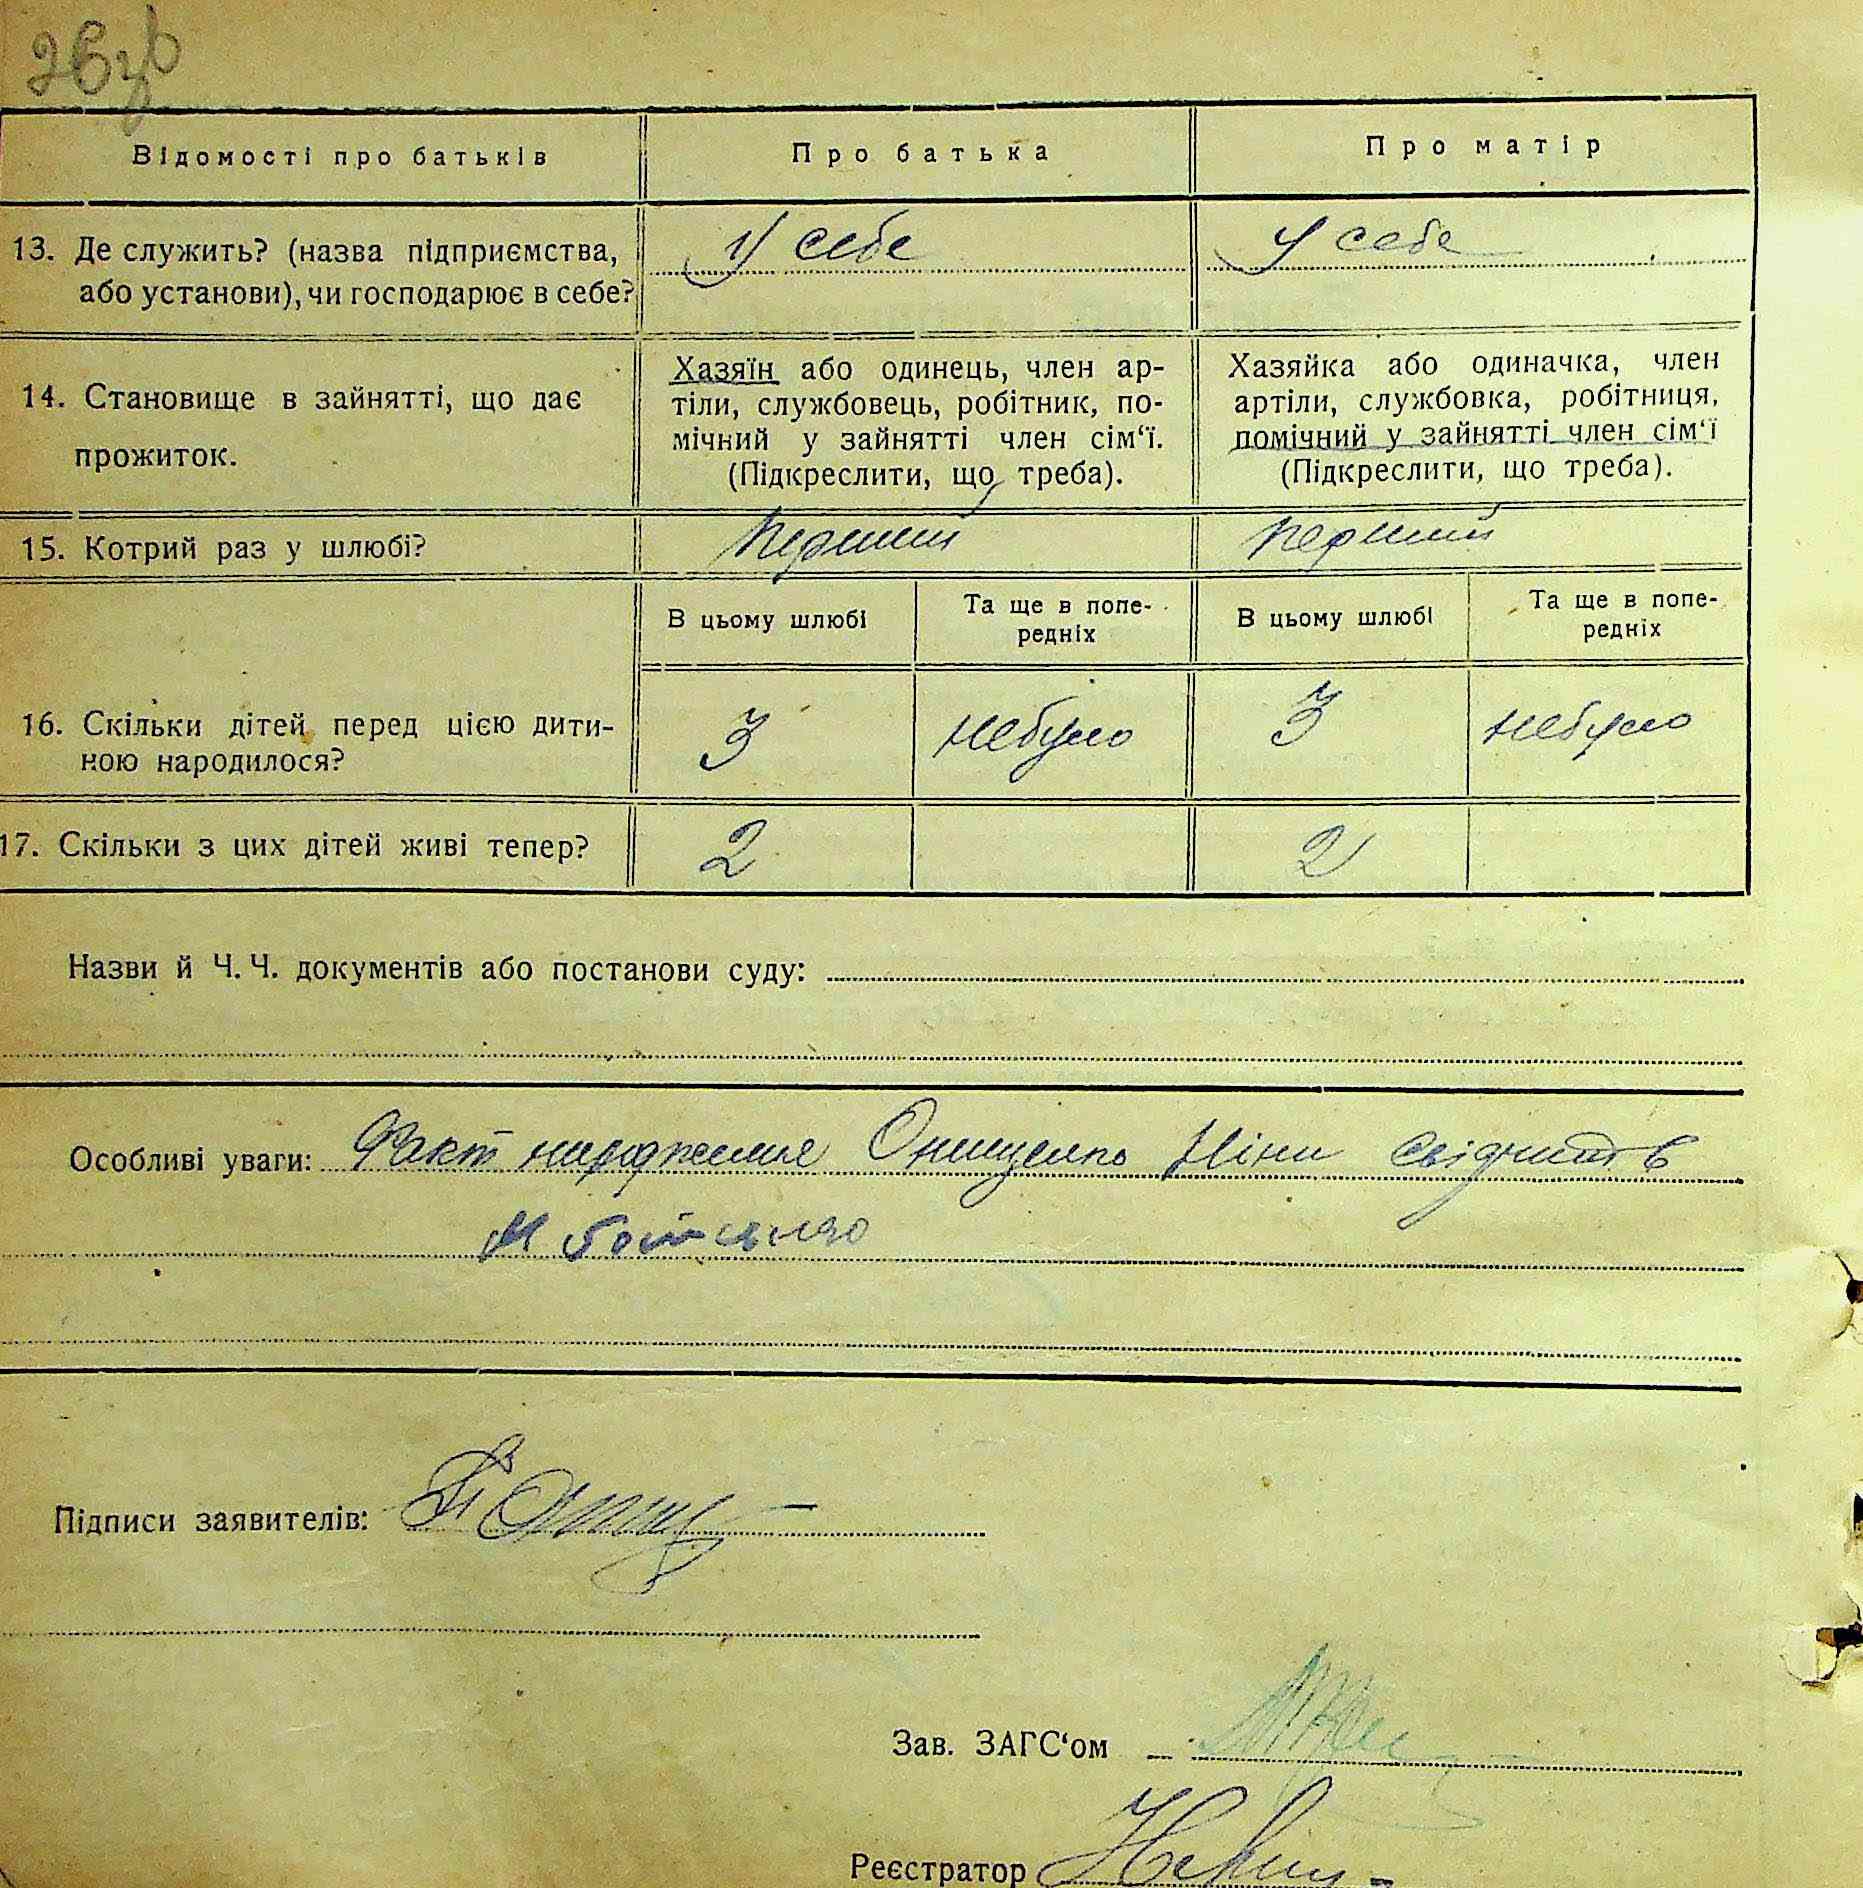 Відомості про батьків
Про батька
Про матір
13. Де служить? (назва підприємства,
або установи), чи господарює в себе?
у себе
у себе
14. Становище в зайнятті, що дає
прожиток.
Хазяїн або одинець, член ар-
тіли, службовець, робітник, по-
мічний у зайнятті член сім‘ї.
(Підкреслити, що треба).
Хазяйка або одиначка, член
артіли, службовка, робітниця,
помічний у зайнятті член сім‘ї
(Підкреслити, що треба).
15. Котрий раз у шлюбі?
перший
перший
В цьому шлюбі
Та ще в попе-
редніх
В цьому шлюбі
Та ще в попе-
редніх
16. Скільки дітей перед цією дити-
ною народилося?
3
небуло
3
небуло
17. Скільки з цих дітей живі тепер?
2
2
Назви й Ч. Ч. документів або постанови суду:
Особливі уваги: Факт народження Онищенко Ніни
Підписи заявителів:
Зав. ЗАГС‘ом
Реєстратор